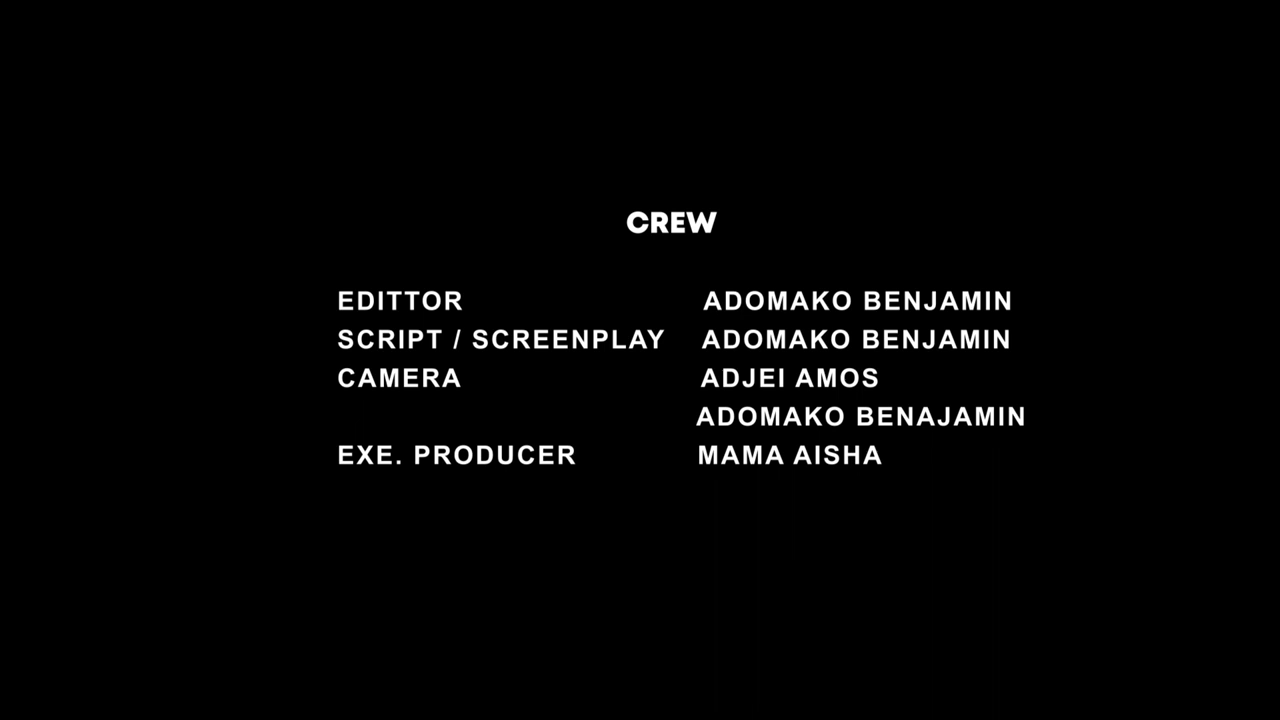 CREW
EDITTOR ADOMAKO BENJAMIN
SCRIPT / SCREENPLAY ADOMAKO BENJAMIN
CAMERA ADJEI AMOS
ADOMAKO BENAJAMIN
EXE. PRODUCER MAMA AISHA